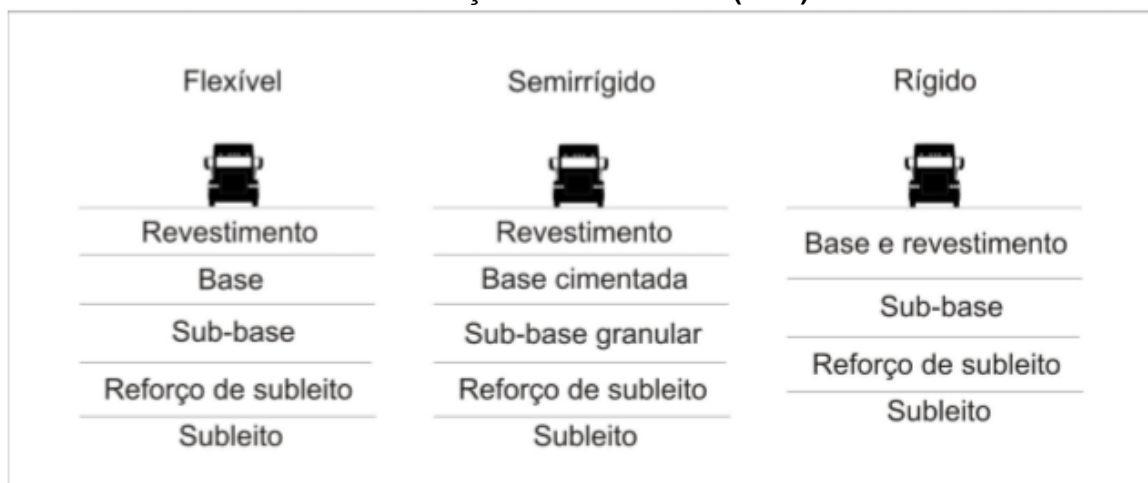 Flexível
Semirrígido
Rígido
Revestimento
Base
Sub-base
Reforço de subleito
Subleito
Revestimento
Base cimentada
Sub-base granular
Reforço de subleito
Subleito
Base e revestimento
Sub-base
Reforço de subleito
Subleito